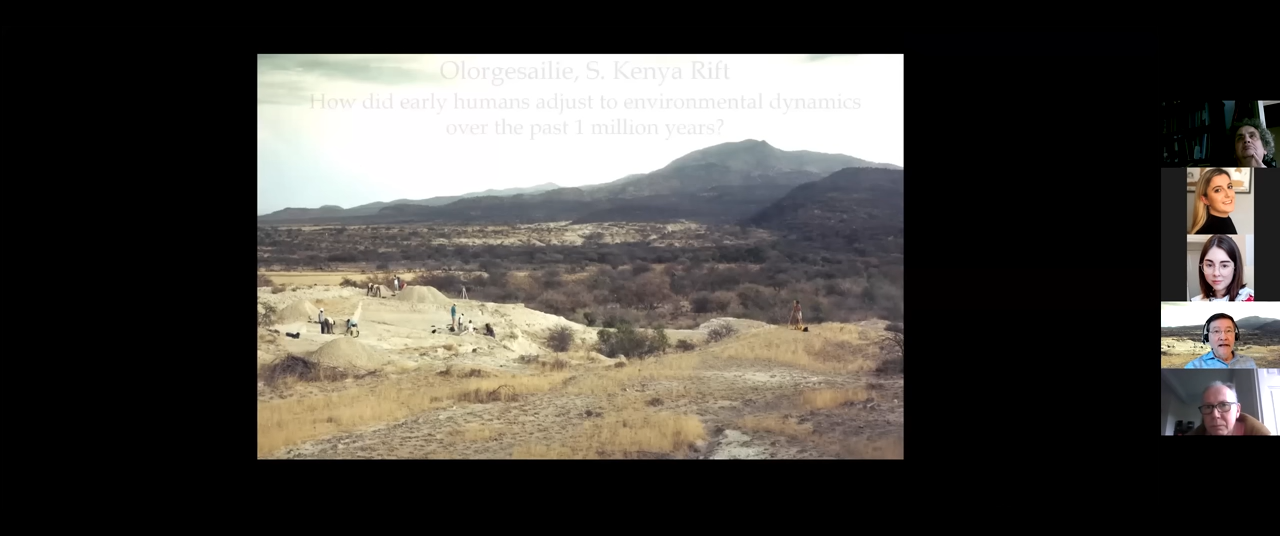 Olorgesailie, S. Kenya Rift
How did early humans adjust to environmental dynamics
over the past 1 million years?